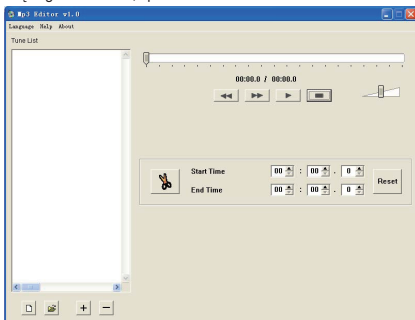 Mp3 Editor v1.0
Language Help About
Tune List
00:00.0 / 00:00.0
Start Time 00 : 00 . 0
End Time 00 : 00 . 0
Reset